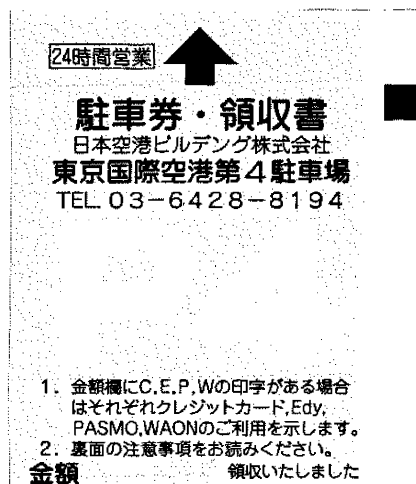 24時間営業
駐車券・領収書
日本空港ビルデング株式会社
東京国際空港第4駐車場
TEL.03-6428-8194
1. 金額欄にC,E,P,Wの印字がある場合
はそれぞれクレジットカード,Edy,
PASMO,WAONのご利用を示します。
2. 裏面の注意事項をお読みください。
金額 領収いたしました